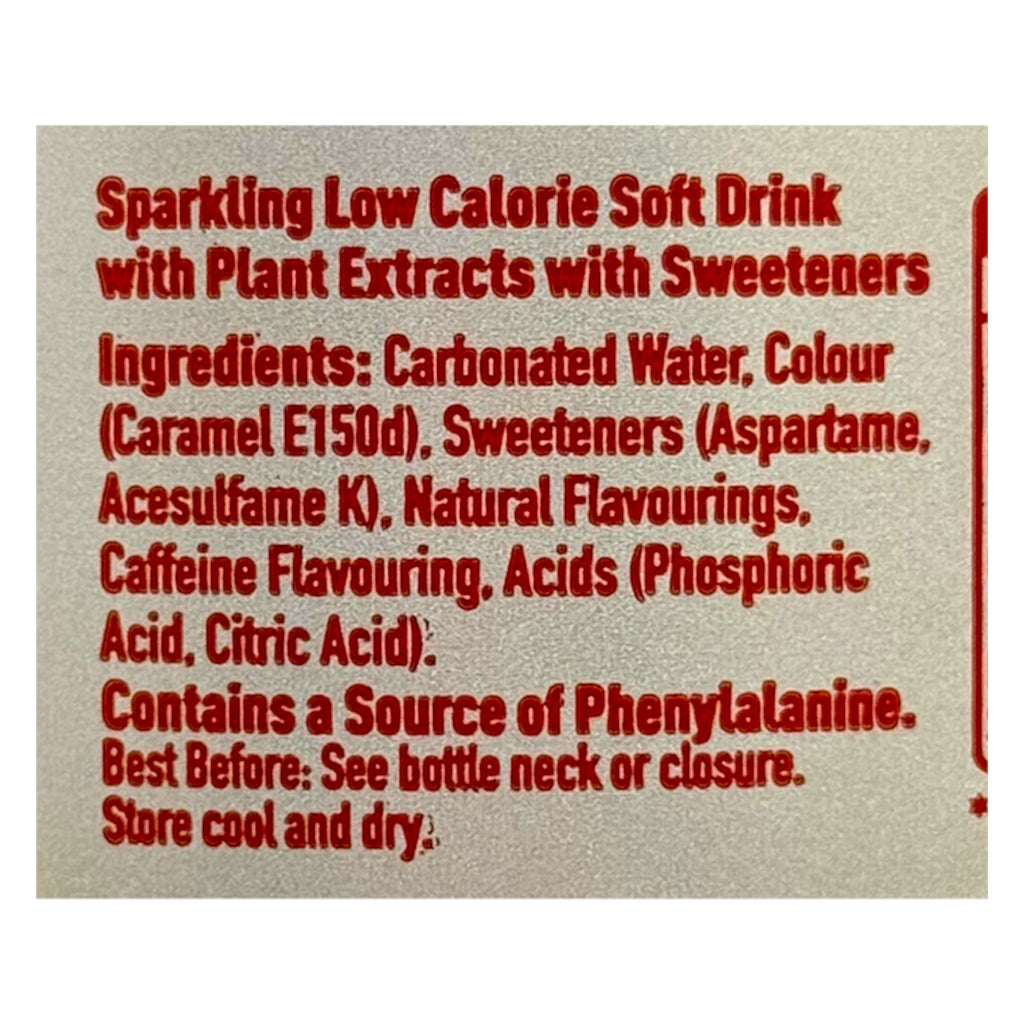 Sparkling Low Calorie Soft Drink
with Plant Extracts with Sweeteners
Ingredients: Carbonated Water, Colour
(Caramel E150d), Sweeteners (Aspartame,
Acesulfame K), Natural Flavourings,
Caffeine Flavouring, Acids (Phosphoric
Acid, Citric Acid).
Contains a Source of Phenylalanine.
Best Before: See bottle neck or closure.
Store cool and dry.
*